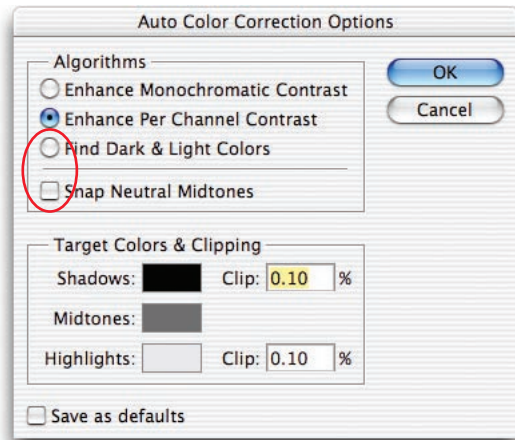 Auto Color Correction Options
Algorithms
Enhance Monochromatic Contrast
Enhance Per Channel Contrast
Find Dark & Light Colors
Snap Neutral Midtones
OK
Cancel
Target Colors & Clipping
Shadows: Clip: 0.10 %
Midtones:
Highlights: Clip: 0.10 %
Save as defaults